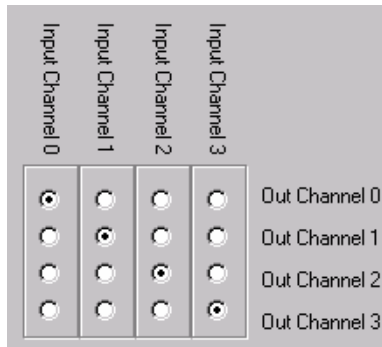 Input Channel 0
Input Channel 1
Input Channel 2
Input Channel 3
Out Channel 0
Out Channel 1
Out Channel 2
Out Channel 3